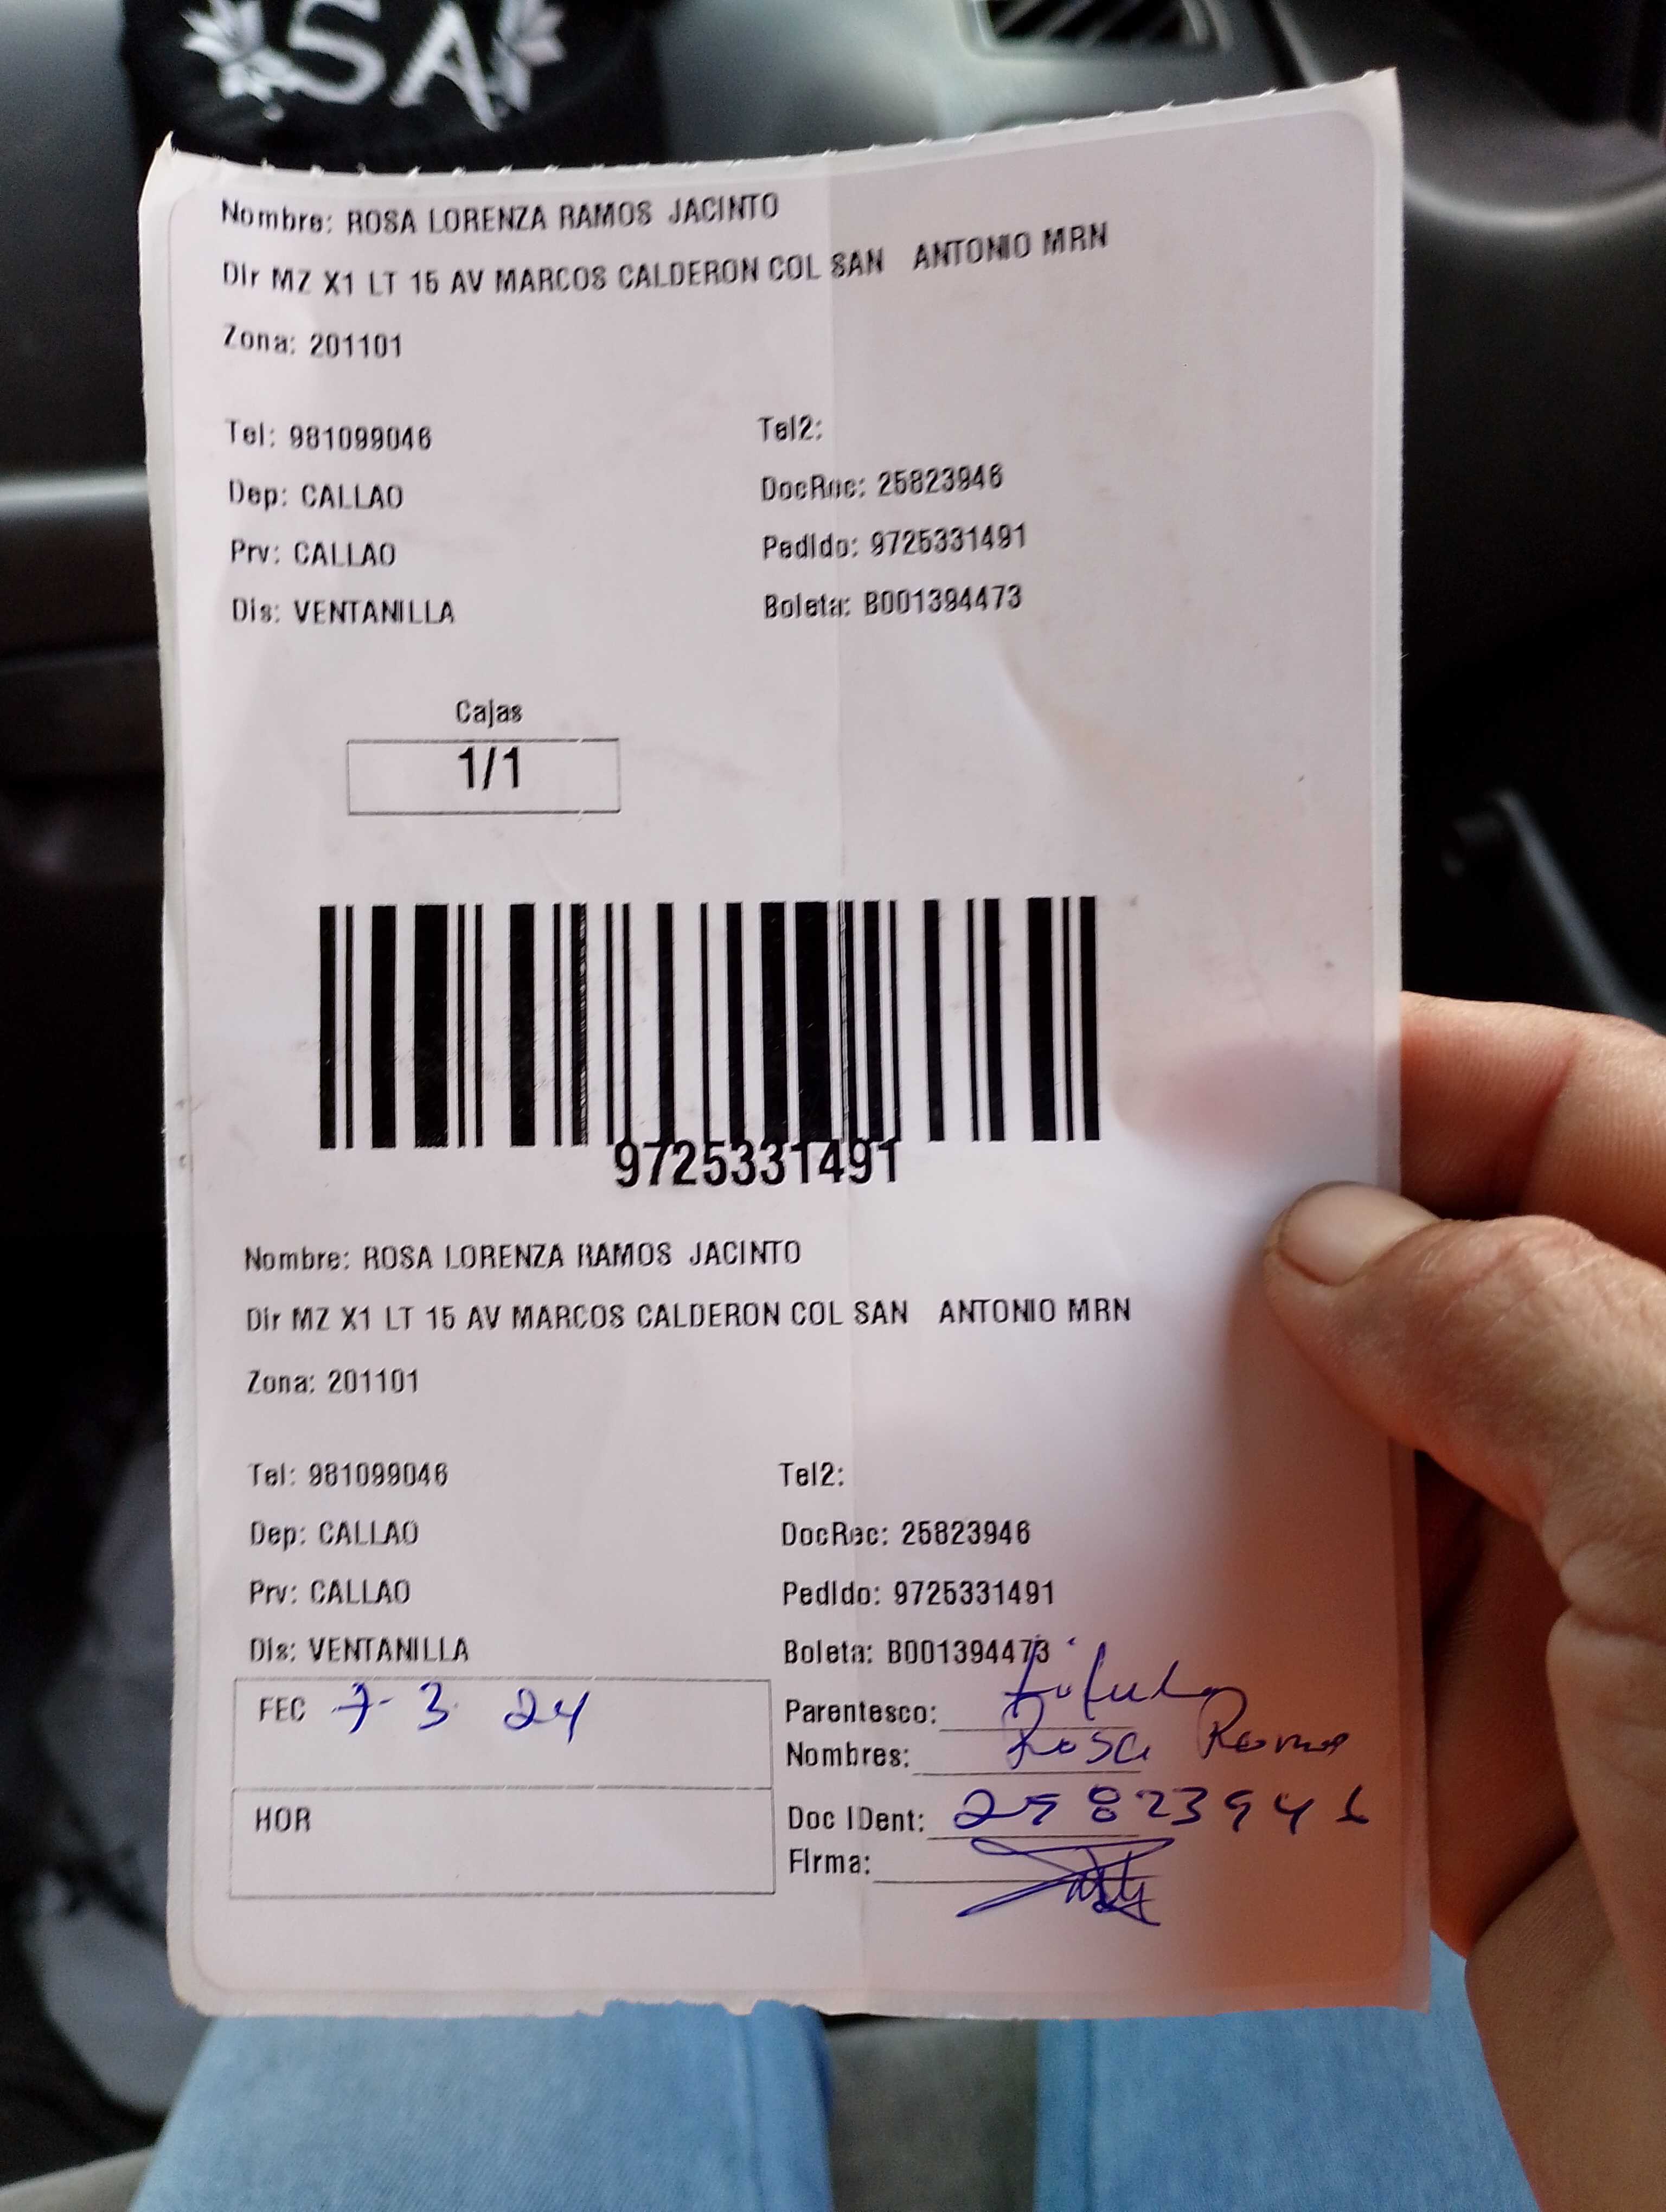 SA
Nombre: ROSA LORENZA RAMOS JACINTO
Dir MZ X1 LT 15 AV MARCOS CALDERON COL SAN ANTONIO MRN
Zona: 201101
Tel: 981099046 Tel2:
Dep: CALLAO DocRec: 25823946
Prv: CALLAO Pedido: 9725331491
Dis: VENTANILLA Boleta: B001394473
Cajas
1/1
9725331491
Nombre: ROSA LORENZA RAMOS JACINTO
Dir MZ X1 LT 15 AV MARCOS CALDERON COL SAN ANTONIO MRN
Zona: 201101
Tel: 981099046 Tel2:
Dep: CALLAO DocRec: 25823946
Prv: CALLAO Pedido: 9725331491
Dis: VENTANILLA Boleta: B001394473
FEC 7-3 24 Parentesco: titular
Nombres: Rosa Ramos
HOR Doc IDent: 25823946
Firma: